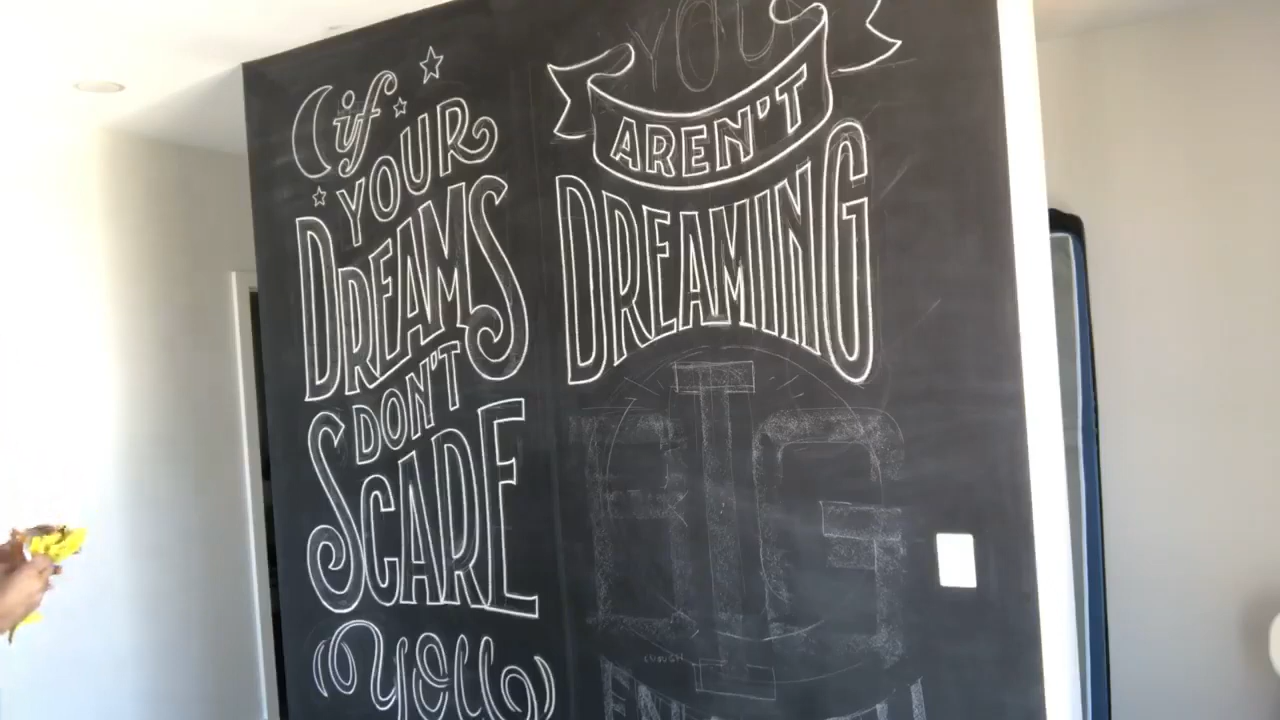 if
YOUR
DREAMS
DON'T
SCARE
you
YOU
AREN'T
DREAMING
BIG